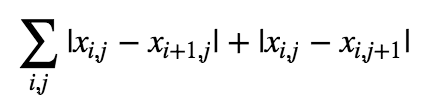 ∑_{i,j} |x_{i,j} − x_{i+1,j}| + |x_{i,j} − x_{i,j+1}|